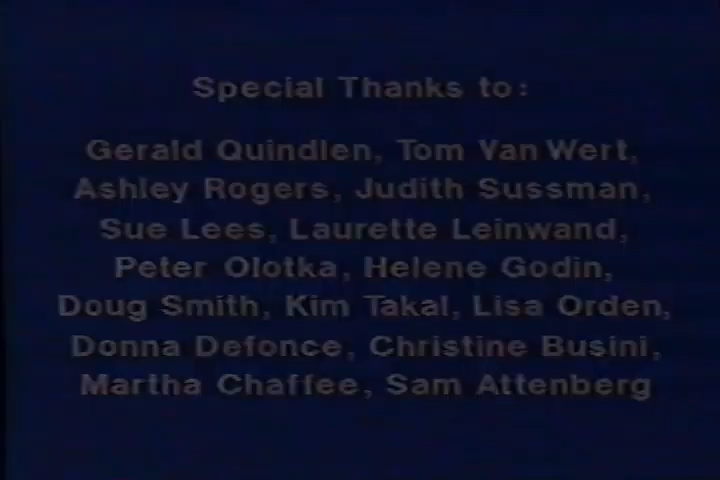 Special Thanks to:
Gerald Quindlen, Tom Van Wert,
Ashley Rogers, Judith Sussman,
Sue Lees, Laurette Leinwand,
Peter Olotka, Helene Godin,
Doug Smith, Kim Takal, Lisa Orden,
Donna Defonce, Christine Busini,
Martha Chaffee, Sam Attenberg